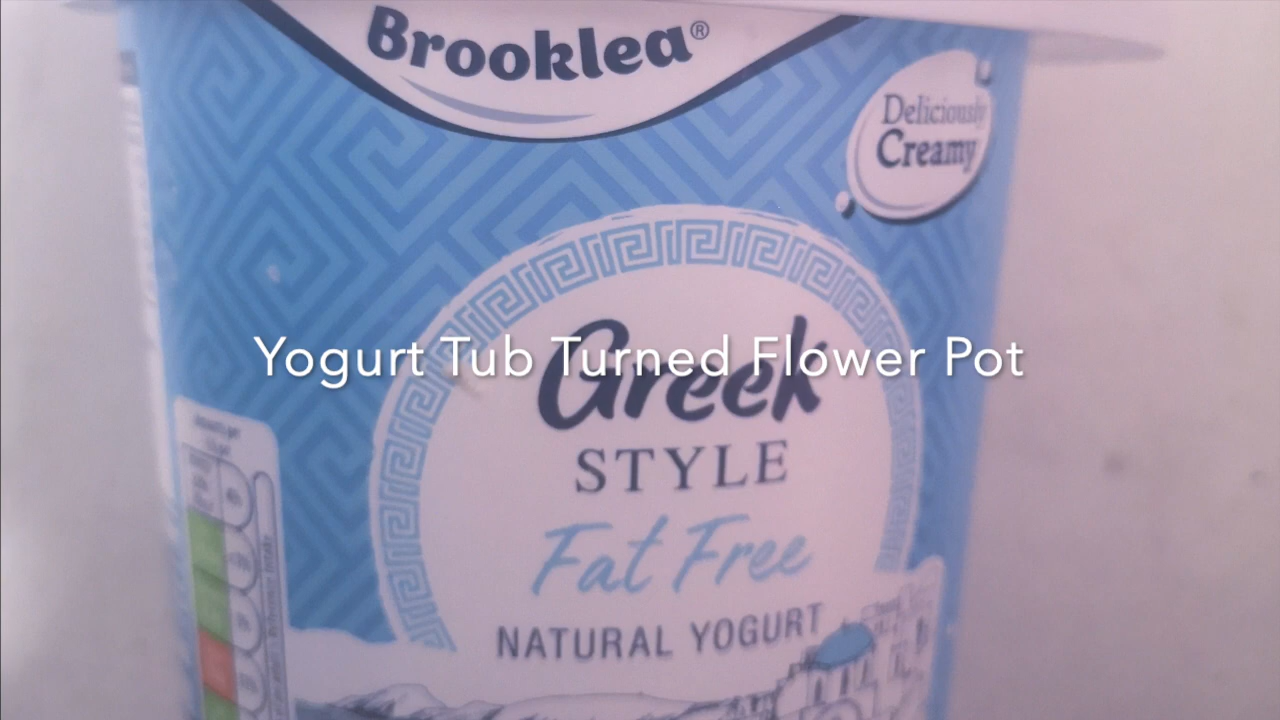 Brooklea®
Deliciously
Creamy
Yogurt Tub Turned Flower Pot
Greek
STYLE
Fat Free
NATURAL YOGURT